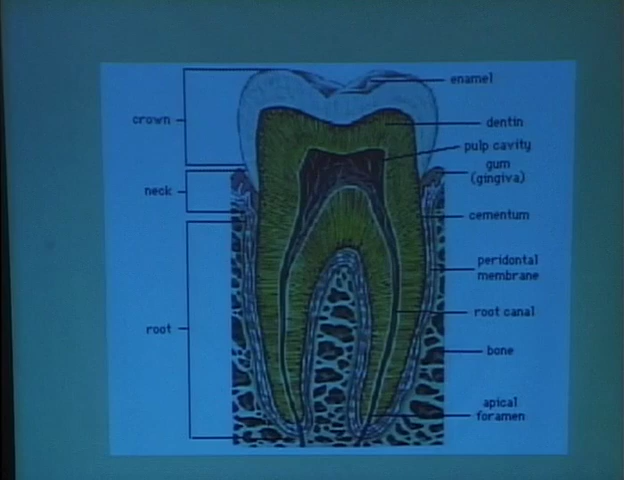 enamel
crown
dentin
pulp cavity
gum
(gingiva)
neck
cementum
peridontal
membrane
root canal
root
bone
apical
foramen